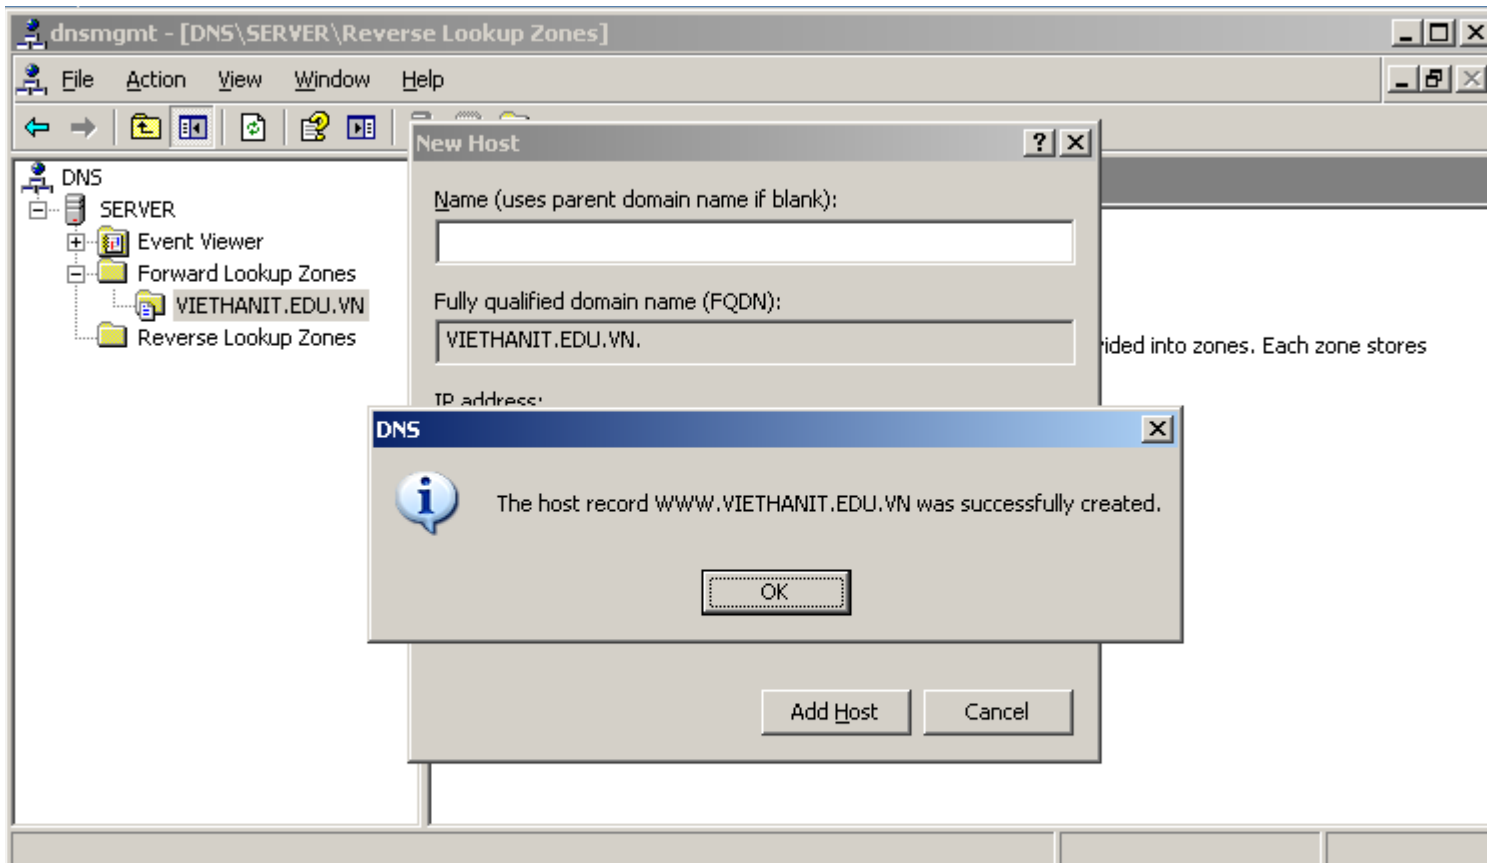 dnsmgmt - [DNS\SERVER\Reverse Lookup Zones]
File Action View Window Help
New Host
DNS
SERVER
Event Viewer
Forward Lookup Zones
VIETHANIT.EDU.VN
Reverse Lookup Zones
Name (uses parent domain name if blank):
Fully qualified domain name (FQDN):
VIETHANIT.EDU.VN.
vided into zones. Each zone stores
IP address:
DNS
The host record WWW.VIETHANIT.EDU.VN was successfully created.
OK
Add Host Cancel